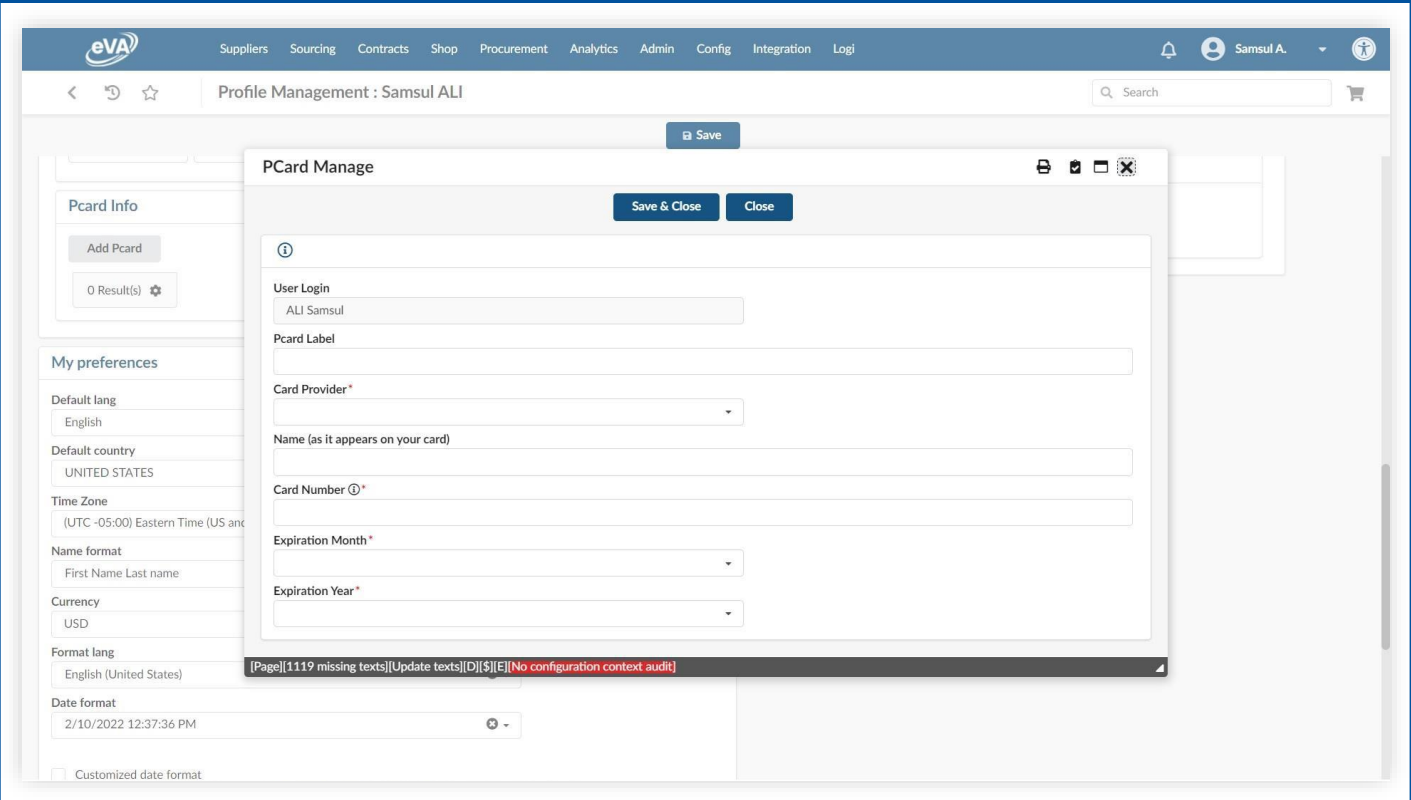 eVA
Suppliers Sourcing Contracts Shop Procurement Analytics Admin Config Integration Logi
Samsul A.
Profile Management : Samsul ALI
Search
Save
PCard Manage
Save & Close Close
Pcard Info
Add Pcard
0 Result(s)
My preferences
Default lang
English
Default country
UNITED STATES
Time Zone
(UTC -05:00) Eastern Time (US and
Name format
First Name Last name
Currency
USD
Format lang
English (United States)
Date format
2/10/2022 12:37:36 PM
Customized date format
User Login
ALI Samsul
Pcard Label
Card Provider*
Name (as it appears on your card)
Card Number *
Expiration Month*
Expiration Year*
[Page][1119 missing texts][Update texts][D][$][E][No configuration context audit]